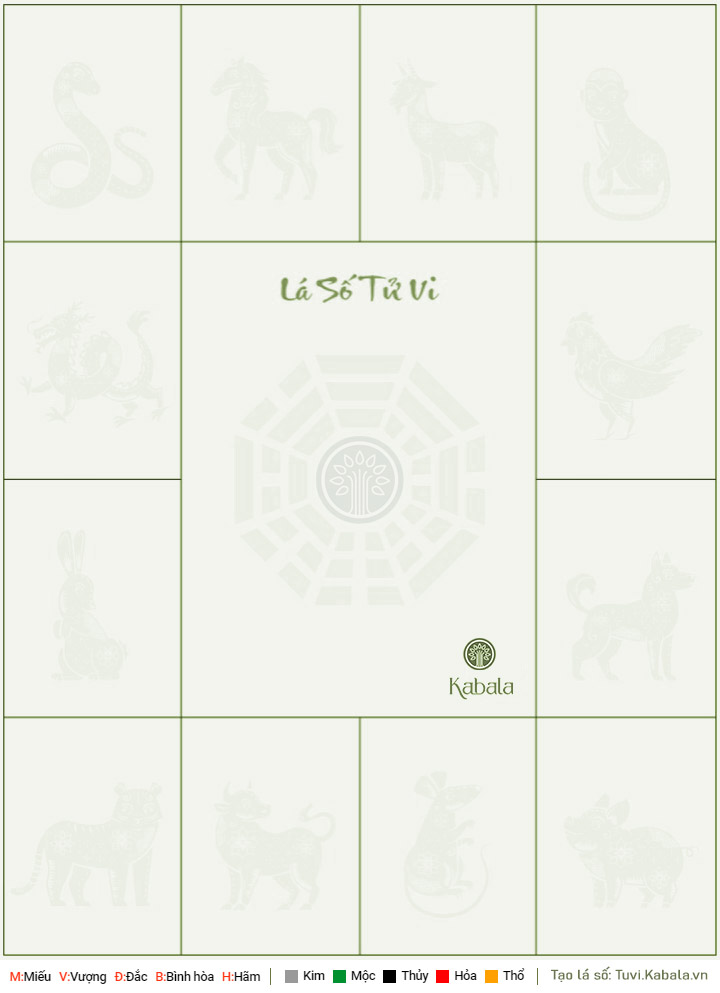 Lá Số Tử Vi
Kabala
M:Miếu V:Vượng Đ:Đắc B:Bình hòa H:Hãm | Kim Mộc Thủy Hỏa Thổ | Tạo lá số: Tuvi.Kabala.vn